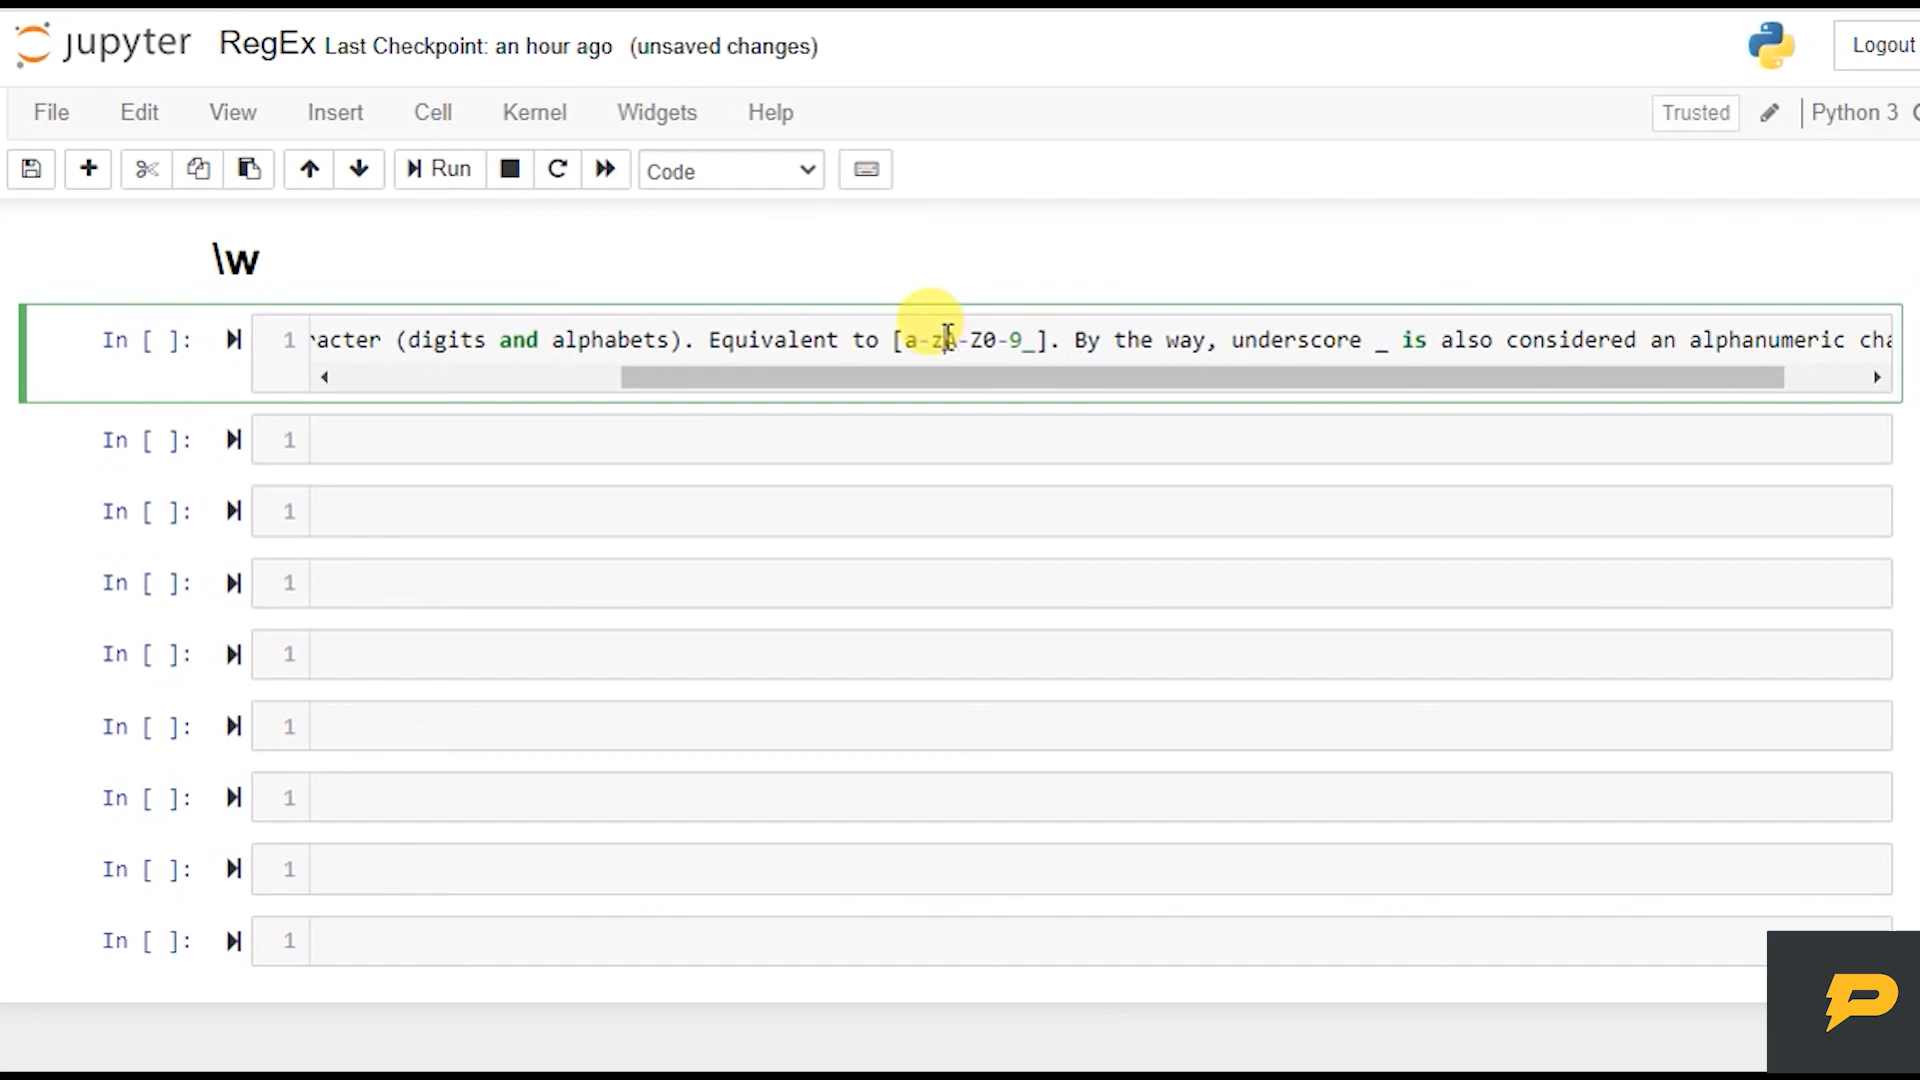 jupyter RegEx Last Checkpoint: an hour ago (unsaved changes) Logout
File Edit View Insert Cell Kernel Widgets Help Trusted Python 3
Run Code
\w
In [ ]: 1 racter (digits and alphabets). Equivalent to [a-zA-Z0-9_]. By the way, underscore _ is also considered an alphanumeric cha
In [ ]: 1
In [ ]: 1
In [ ]: 1
In [ ]: 1
In [ ]: 1
In [ ]: 1
In [ ]: 1
In [ ]: 1